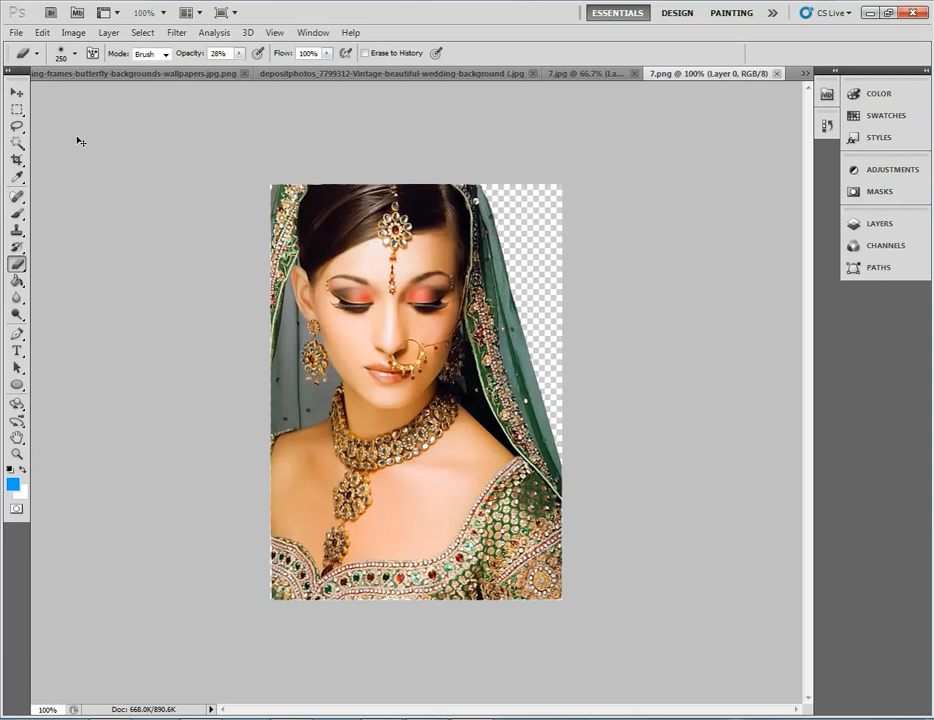 Ps Br Mb 100% ESSENTIALS DESIGN PAINTING CS Live
File Edit Image Layer Select Filter Analysis 3D View Window Help
250 Mode: Brush Opacity: 28% Flow: 100% Erase to History
ing-frames-butterfly-backgrounds-wallpapers.jpg.png depositphotos_7799312-Vintage-beautiful-wedding-background (.jpg 7.jpg @ 66.7% (La... 7.png @ 100% (Layer 0, RGB/8)
Mb COLOR
SWATCHES
STYLES
ADJUSTMENTS
MASKS
LAYERS
CHANNELS
PATHS
T
100% Doc: 668.0K/890.6K